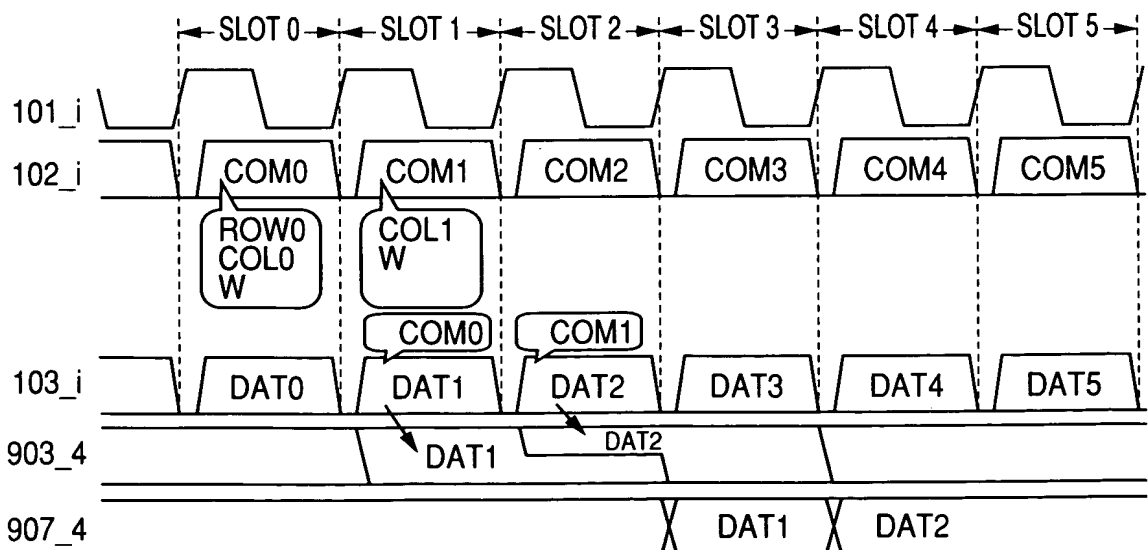 SLOT 0 SLOT 1 SLOT 2 SLOT 3 SLOT 4 SLOT 5
101_i
102_i COM0 COM1 COM2 COM3 COM4 COM5
ROW0 COL1
COL0 W
W
COM0 COM1
103_i DAT0 DAT1 DAT2 DAT3 DAT4 DAT5
903_4 DAT1 DAT2
907_4 DAT1 DAT2